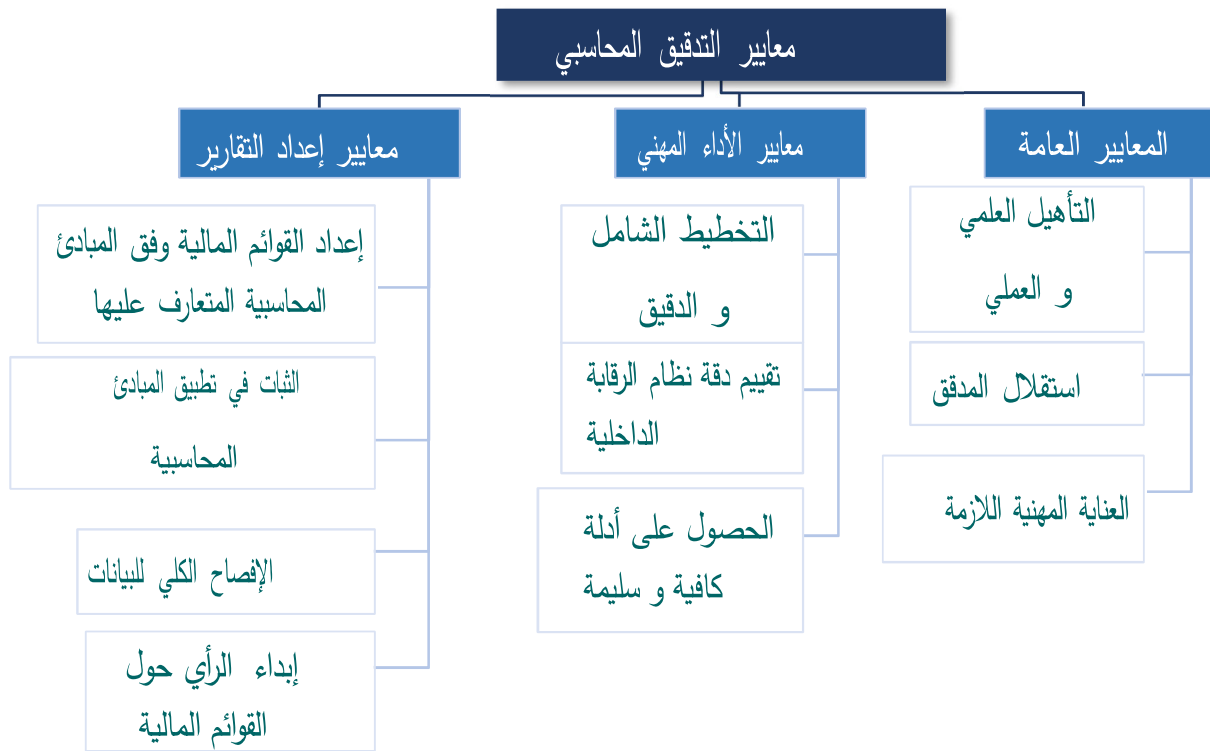 معايير التدقيق المحاسبي
المعايير العامة
التأهيل العلمي
و العملي
استقلال المدقق
العناية المهنية اللازمة
معايير الأداء المهني
التخطيط الشامل
و الدقيق
تقييم دقة نظام الرقابة
الداخلية
الحصول على أدلة
كافية و سليمة
معايير إعداد التقارير
إعداد القوائم المالية وفق المبادئ
المحاسبية المتعارف عليها
الثبات في تطبيق المبادئ
المحاسبية
الإفصاح الكلي للبيانات
إبداء الرأي حول
القوائم المالية